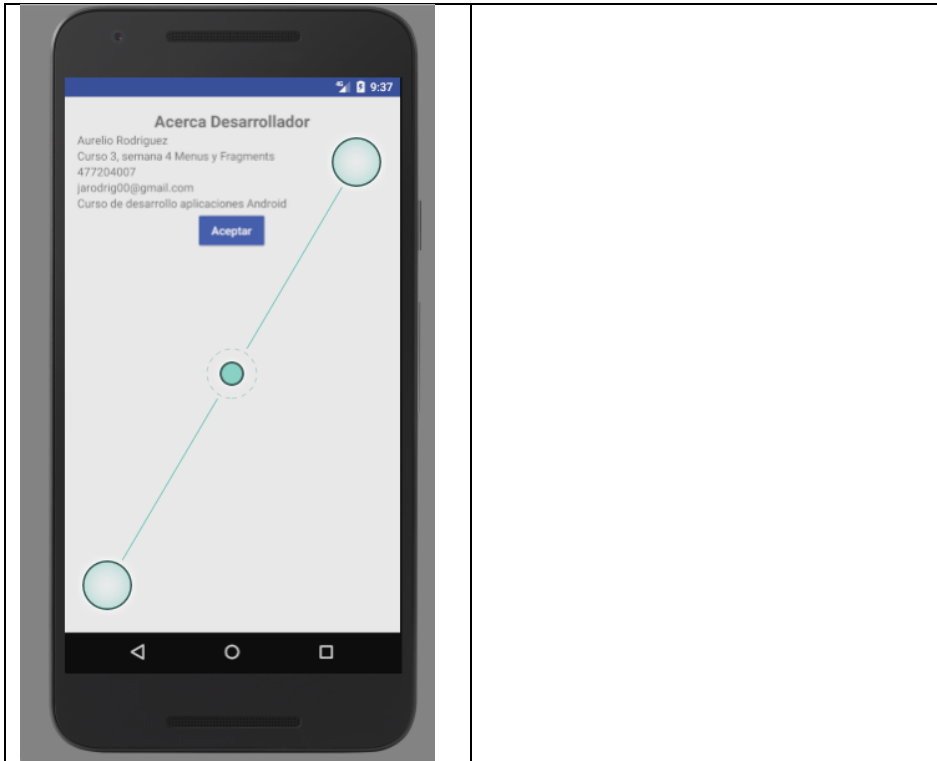 4G 9:37
Acerca Desarrollador
Aurelio Rodriguez
Curso 3, semana 4 Menus y Fragments
477204007
jarodrig00@gmail.com
Curso de desarrollo aplicaciones Android
Aceptar